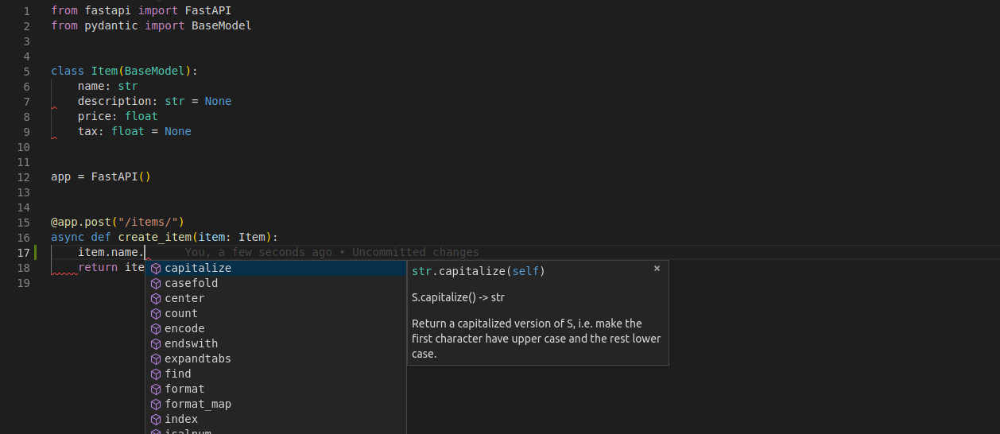 1 from fastapi import FastAPI
2 from pydantic import BaseModel
3
4
5 class Item(BaseModel):
6     name: str
7     description: str = None
8     price: float
9     tax: float = None
10
11
12 app = FastAPI()
13
14
15 @app.post("/items/")
16 async def create_item(item: Item):
17     item.name. You, a few seconds ago • Uncommitted changes
18     return ite
19
capitalize
casefold
center
count
encode
endswith
expandtabs
find
format
format_map
index
isalnum
str.capitalize(self) ×
S.capitalize() -> str
Return a capitalized version of S, i.e. make the
first character have upper case and the rest lower
case.